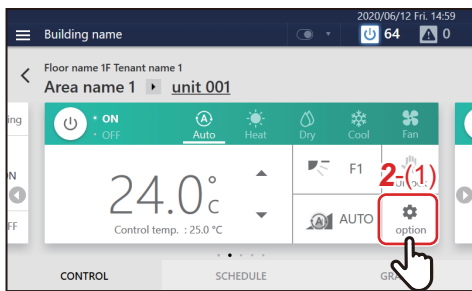 2020/06/12 Fri. 14:59
Building name
64
0
Floor name 1F Tenant name 1
Area name 1
unit 001
ing
ON
OFF
Auto
Heat
Dry
Cool
Fan
F1
2-(1)
N
24.0°c
Control temp. : 25.0 °C
AUTO
option
FF
CONTROL
SCHEDULE